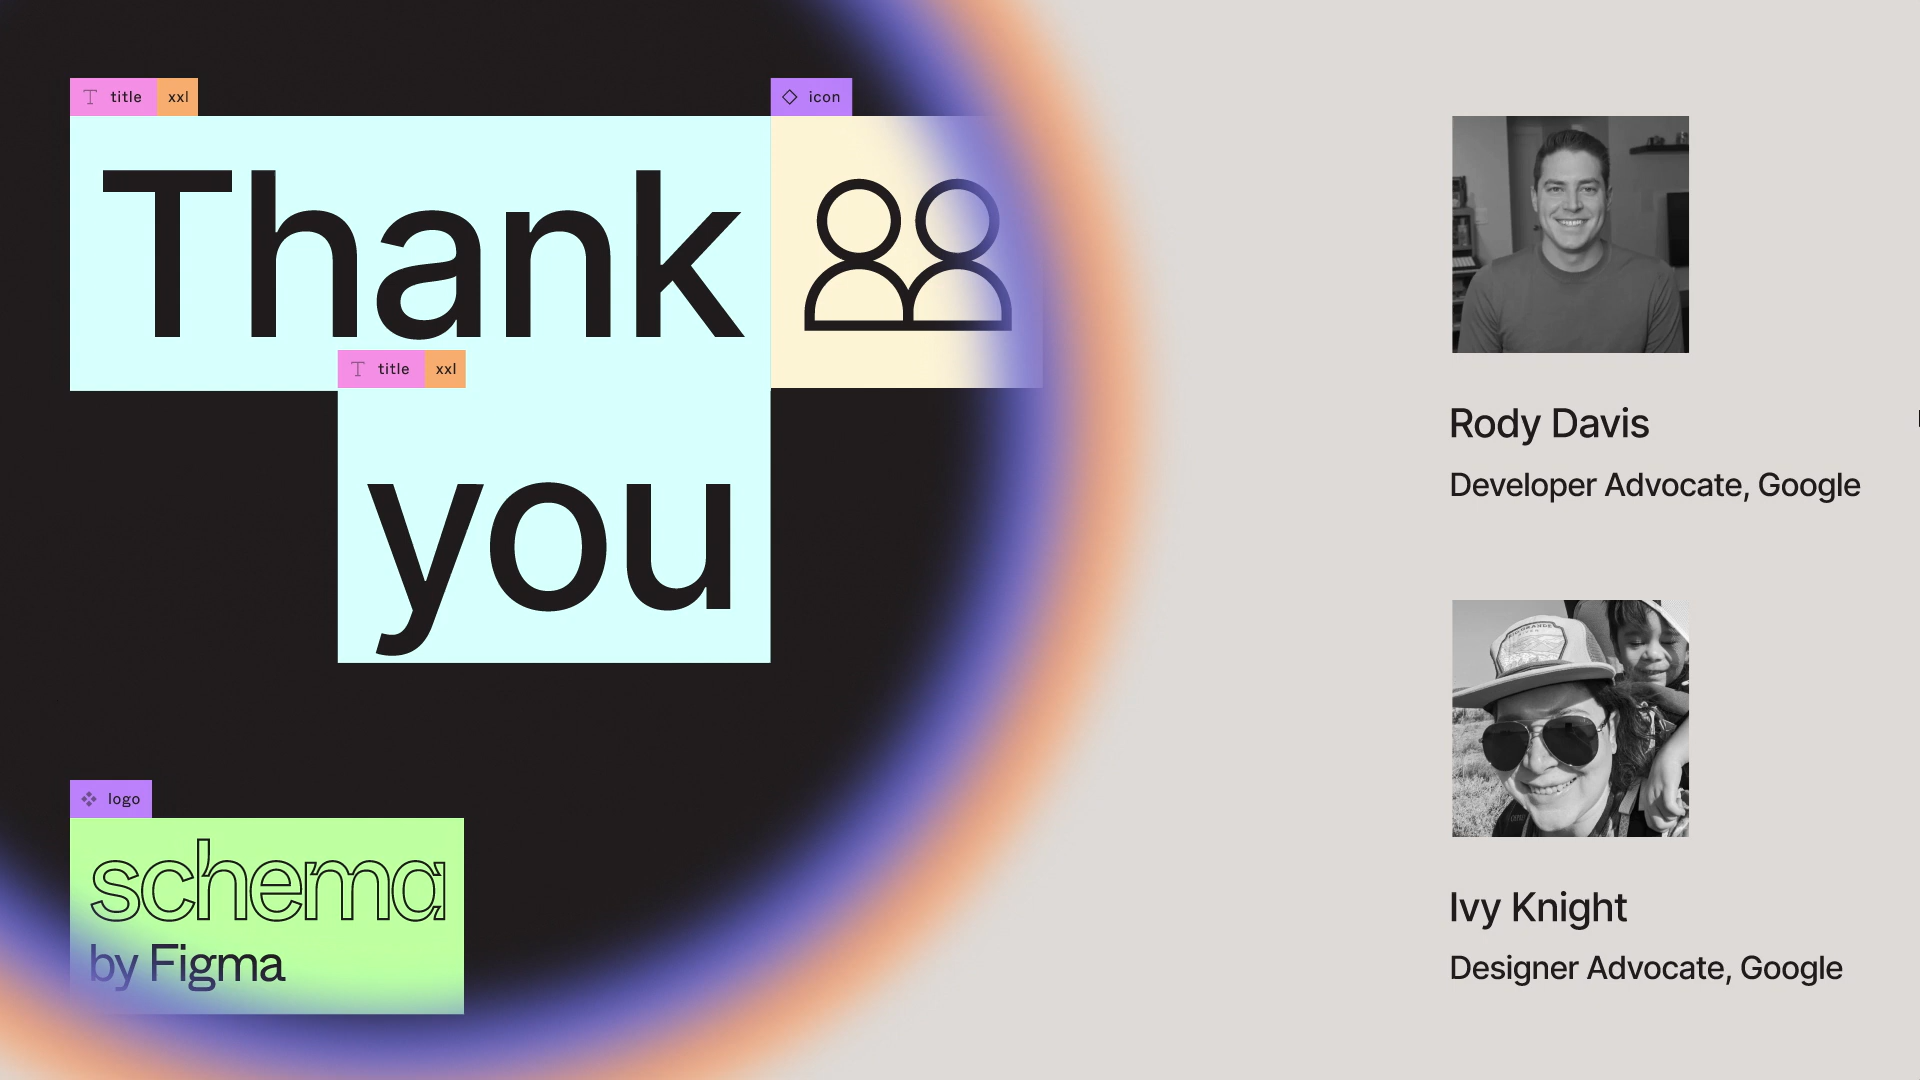 title xxl
icon
Thank
title xxl
you
logo
schema
by Figma
Rody Davis
Developer Advocate, Google
Ivy Knight
Designer Advocate, Google